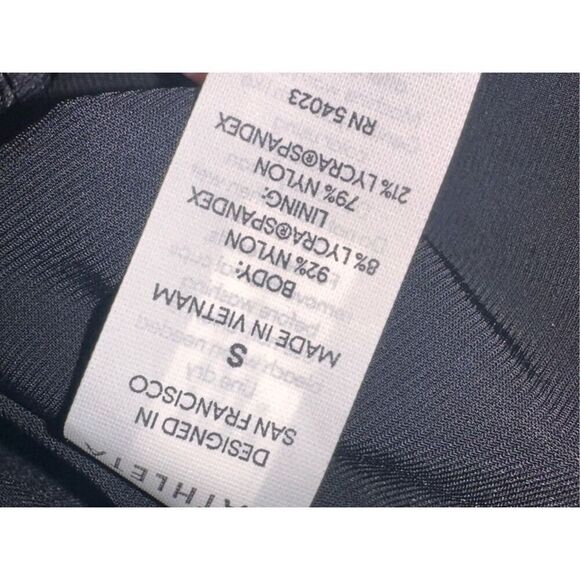 ATHLETA
DESIGNED IN
SAN FRANCISCO
S
MADE IN VIETNAM
BODY:
92% NYLON
8% LYCRA®SPANDEX
LINING:
79% NYLON
21% LYCRA®SPANDEX
RN 54023